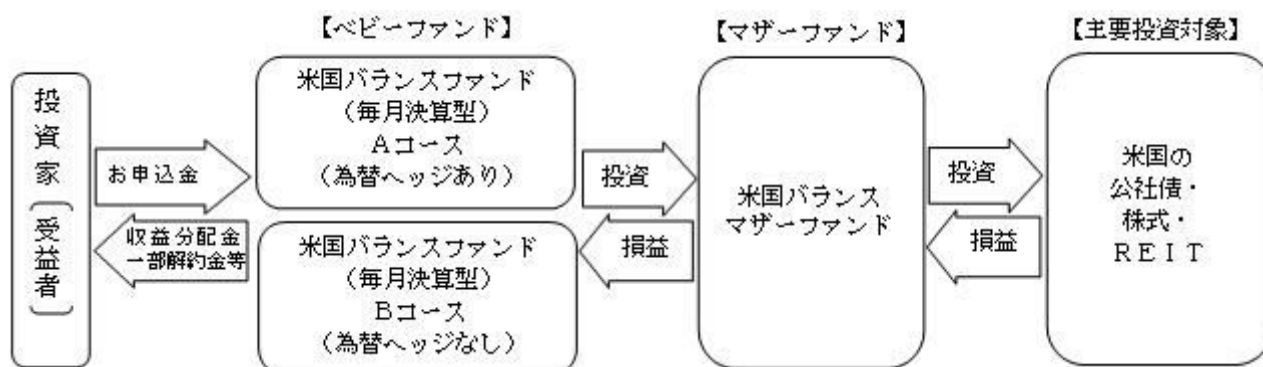 【ベビーファンド】
【マザーファンド】
【主要投資対象】
投資家
(受益者)
お申込金
収益分配金
一部解約金等
米国バランスファンド
(毎月決算型)
Aコース
(為替ヘッジあり)
米国バランスファンド
(毎月決算型)
Bコース
(為替ヘッジなし)
投資
損益
米国バランス
マザーファンド
投資
損益
米国の
公社債・
株式・
REIT